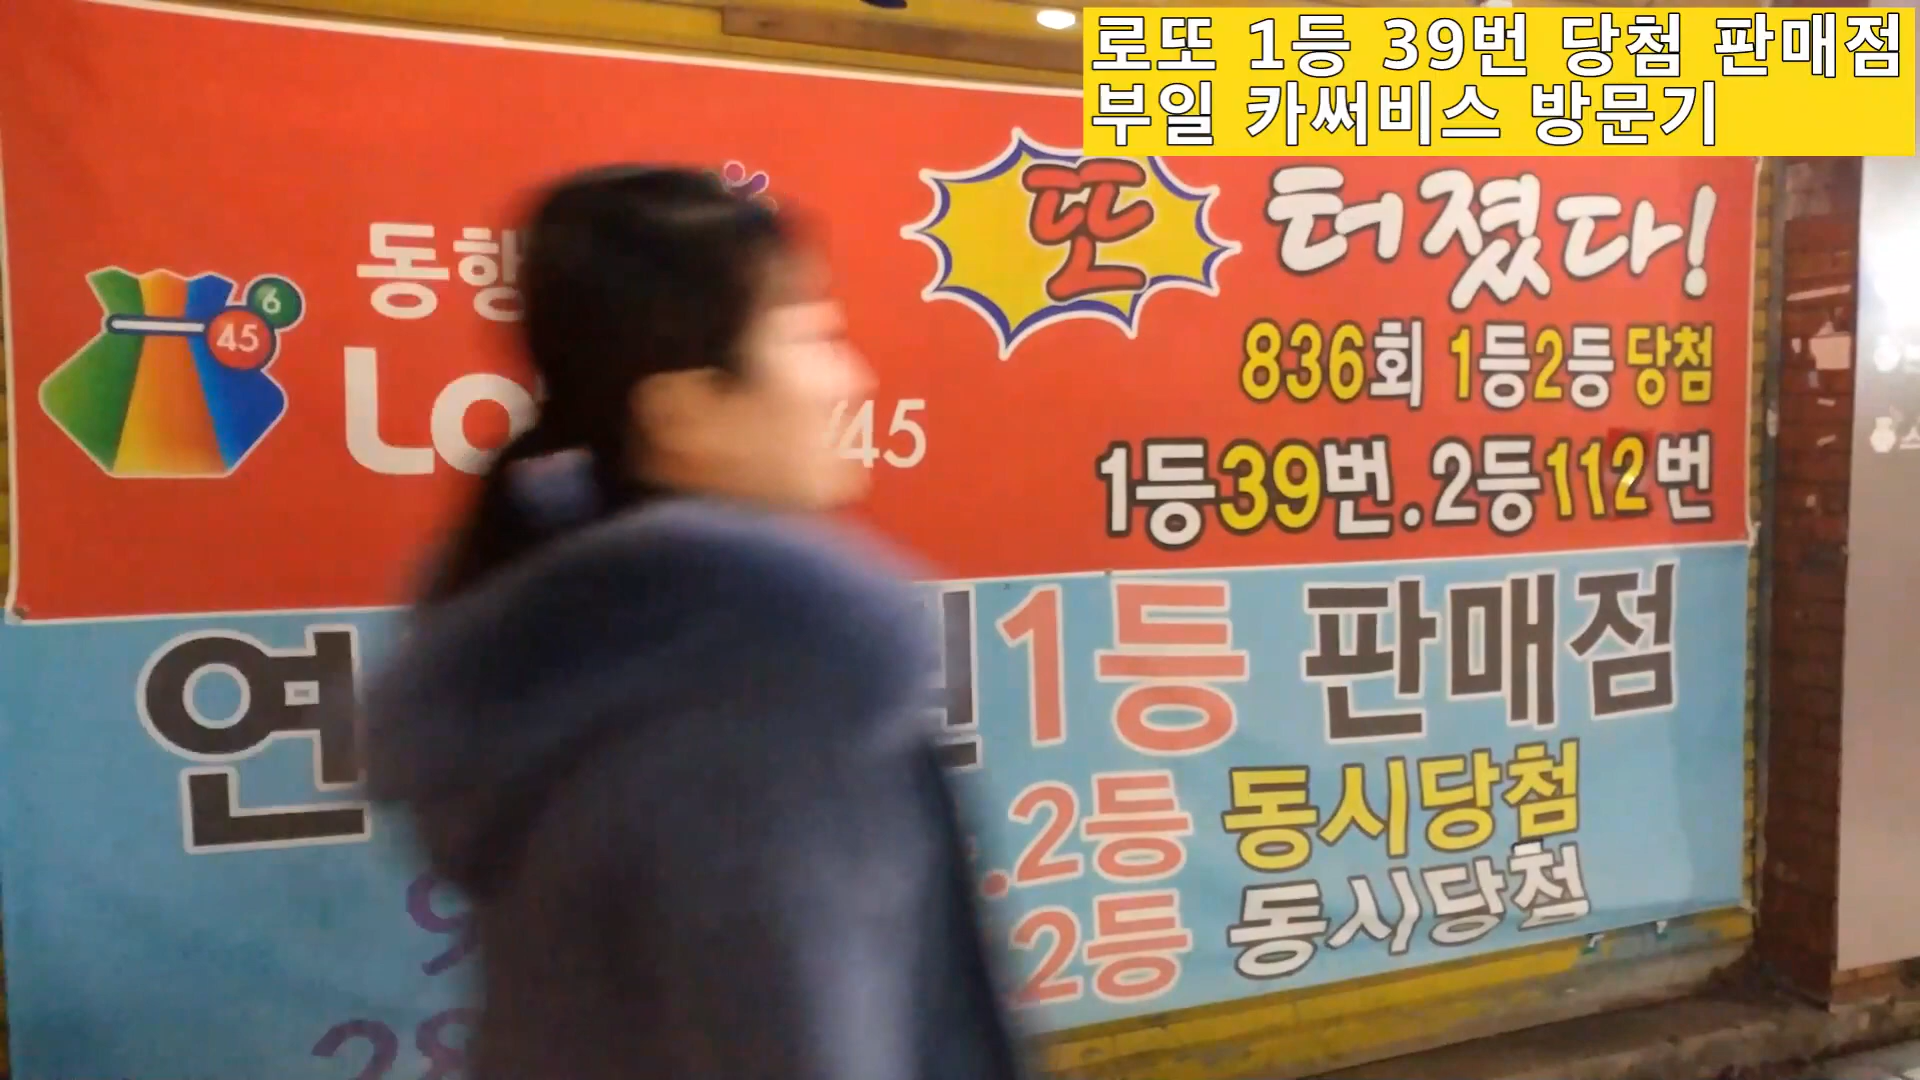 로또 1등 39번 당첨 판매점
부일 카써비스 방문기
또 터졌다!
동행
6
45
836회 1등2등 당첨
Lo /45
1등39번.2등112번
연 1등 판매점
.2등 동시당첨
9
.2등 동시당첨
28